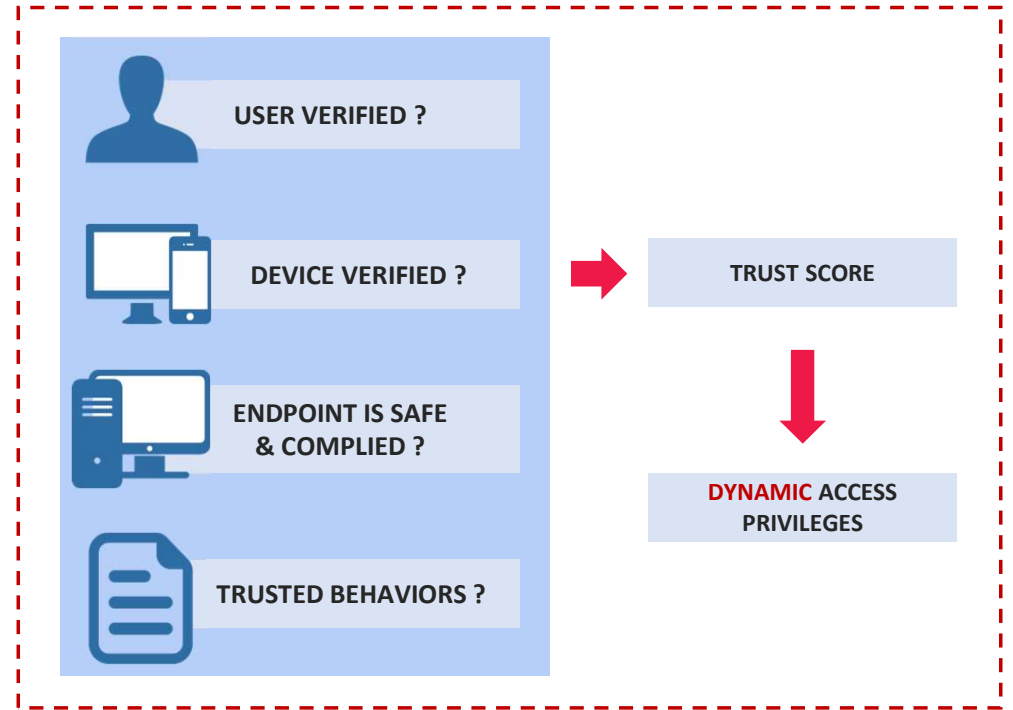 USER VERIFIED ?
DEVICE VERIFIED ?
ENDPOINT IS SAFE
& COMPLIED ?
TRUSTED BEHAVIORS ?
TRUST SCORE
DYNAMIC ACCESS
PRIVILEGES